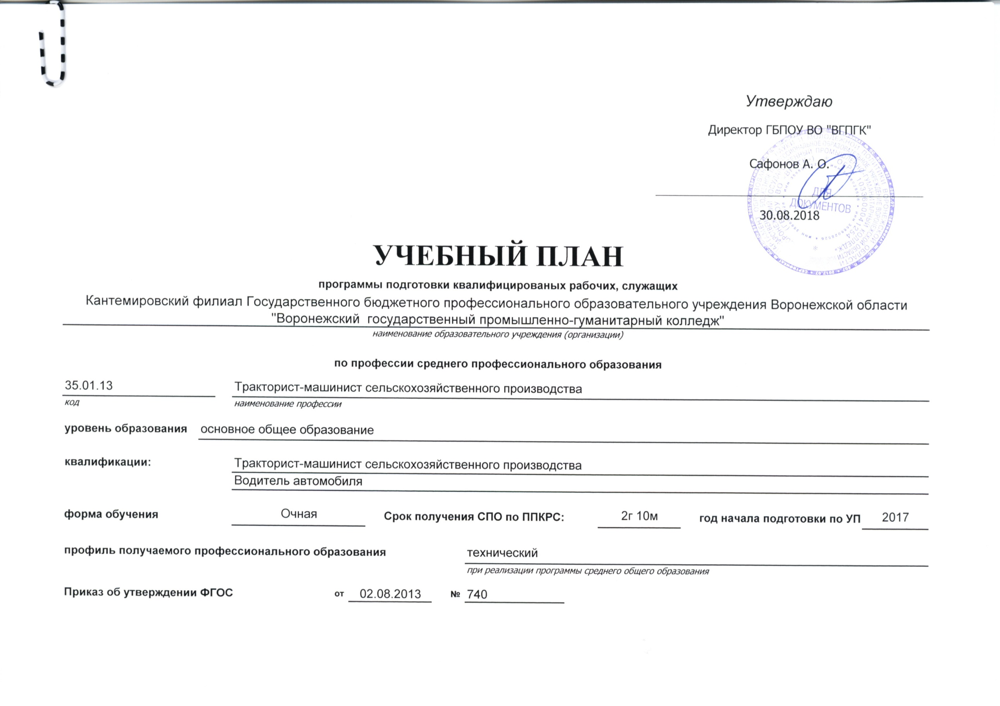 Утверждаю
Директор ГБПОУ ВО "ВГПГК"
Сафонов А. О.
ДЛЯ
ДОКУМЕНТОВ
30.08.2018
УЧЕБНЫЙ ПЛАН
программы подготовки квалифицированых рабочих, служащих
Кантемировский филиал Государственного бюджетного профессионального образовательного учреждения Воронежской области
"Воронежский государственный промышленно-гуманитарный колледж"
наименование образовательного учреждения (организации)
по профессии среднего профессионального образования
35.01.13 Тракторист-машинист сельскохозяйственного производства
код наименование профессии
уровень образования основное общее образование
квалификации: Тракторист-машинист сельскохозяйственного производства
Водитель автомобиля
форма обучения Очная Срок получения СПО по ППКРС: 2г 10м год начала подготовки по УП 2017
профиль получаемого профессионального образования технический
при реализации программы среднего общего образования
Приказ об утверждении ФГОС от 02.08.2013 № 740